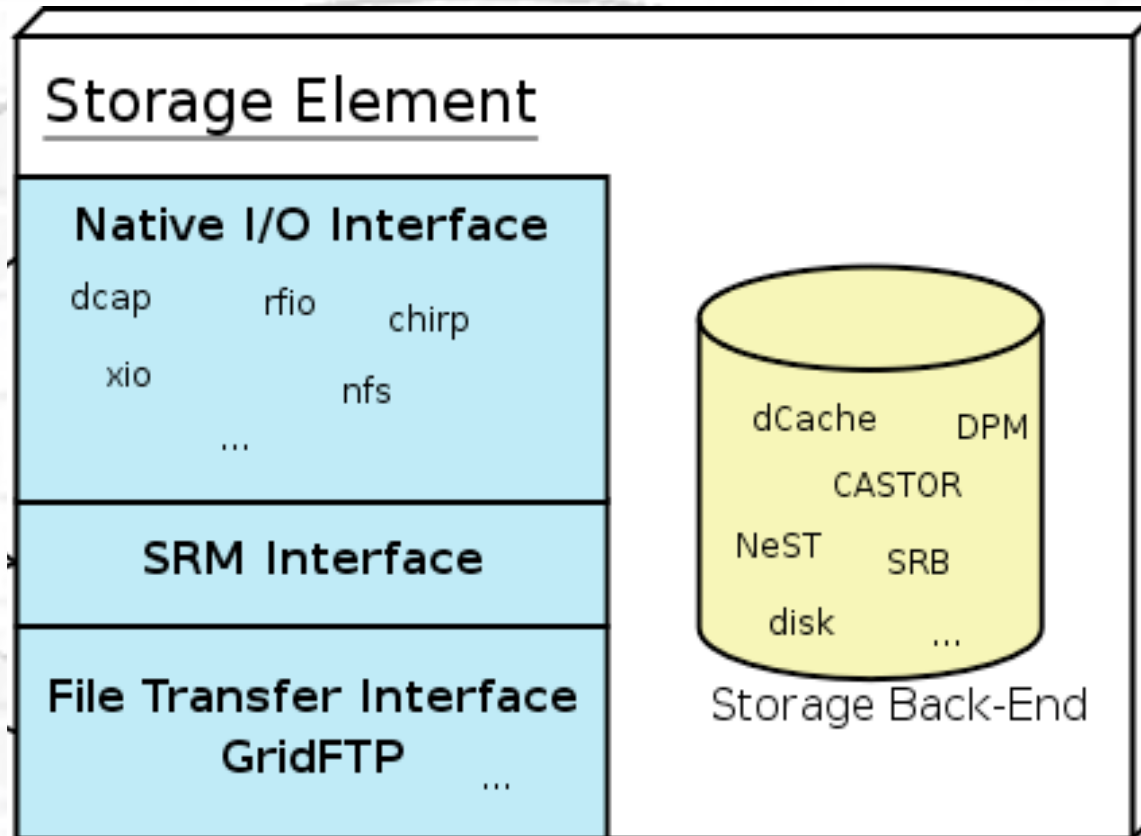 Storage Element
Native I/O Interface
dcap rfio chirp
xio nfs
...
SRM Interface
File Transfer Interface
GridFTP ...
dCache DPM
CASTOR
NeST SRB
disk ...
Storage Back-End